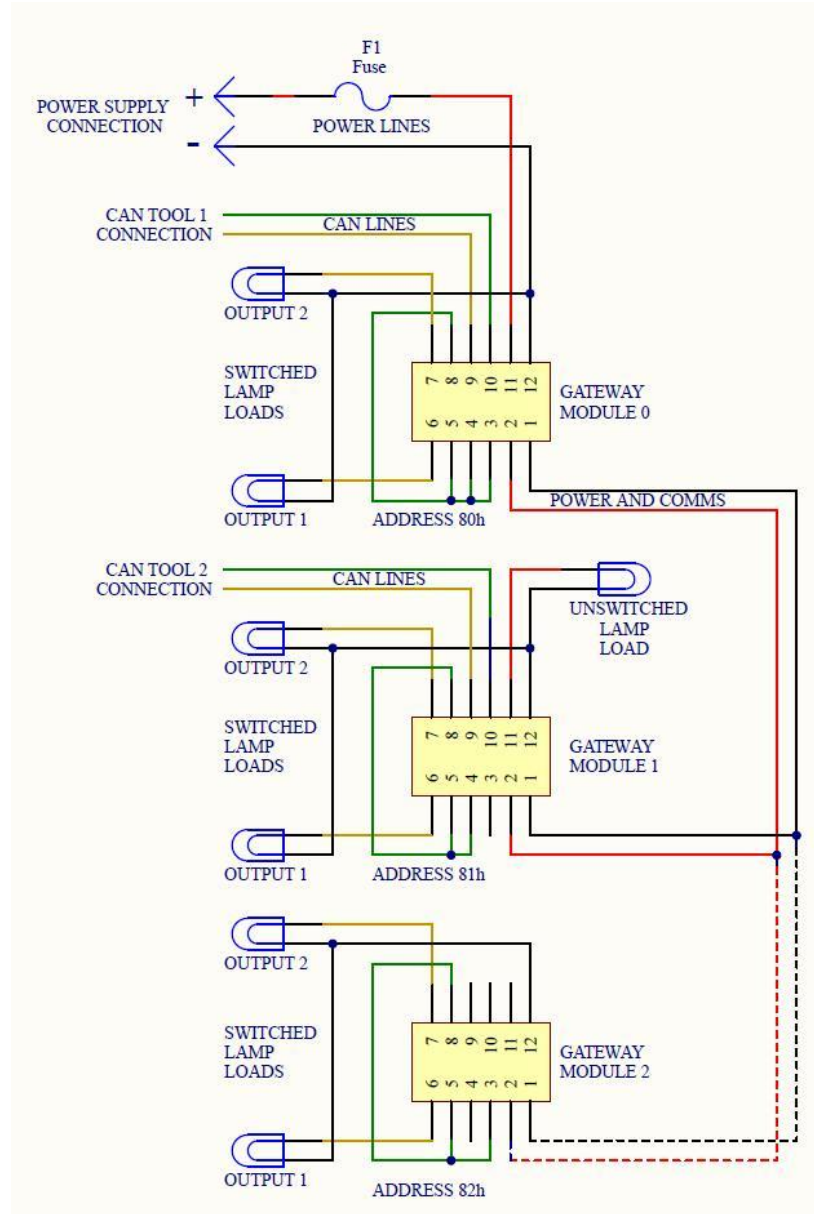 F1
Fuse
+
POWER SUPPLY
CONNECTION
POWER LINES
-
CAN TOOL 1
CONNECTION
CAN LINES
OUTPUT 2
SWITCHED
LAMP
LOADS
7 8 9 10 11 12
6 5 4 3 2 1
GATEWAY
MODULE 0
OUTPUT 1
ADDRESS 80h
POWER AND COMMS
CAN TOOL 2
CONNECTION
CAN LINES
UNSWITCHED
LAMP
LOAD
OUTPUT 2
SWITCHED
LAMP
LOADS
7 8 9 10 11 12
6 5 4 3 2 1
GATEWAY
MODULE 1
OUTPUT 1
ADDRESS 81h
OUTPUT 2
SWITCHED
LAMP
LOADS
7 8 9 10 11 12
6 5 4 3 2 1
GATEWAY
MODULE 2
OUTPUT 1
ADDRESS 82h